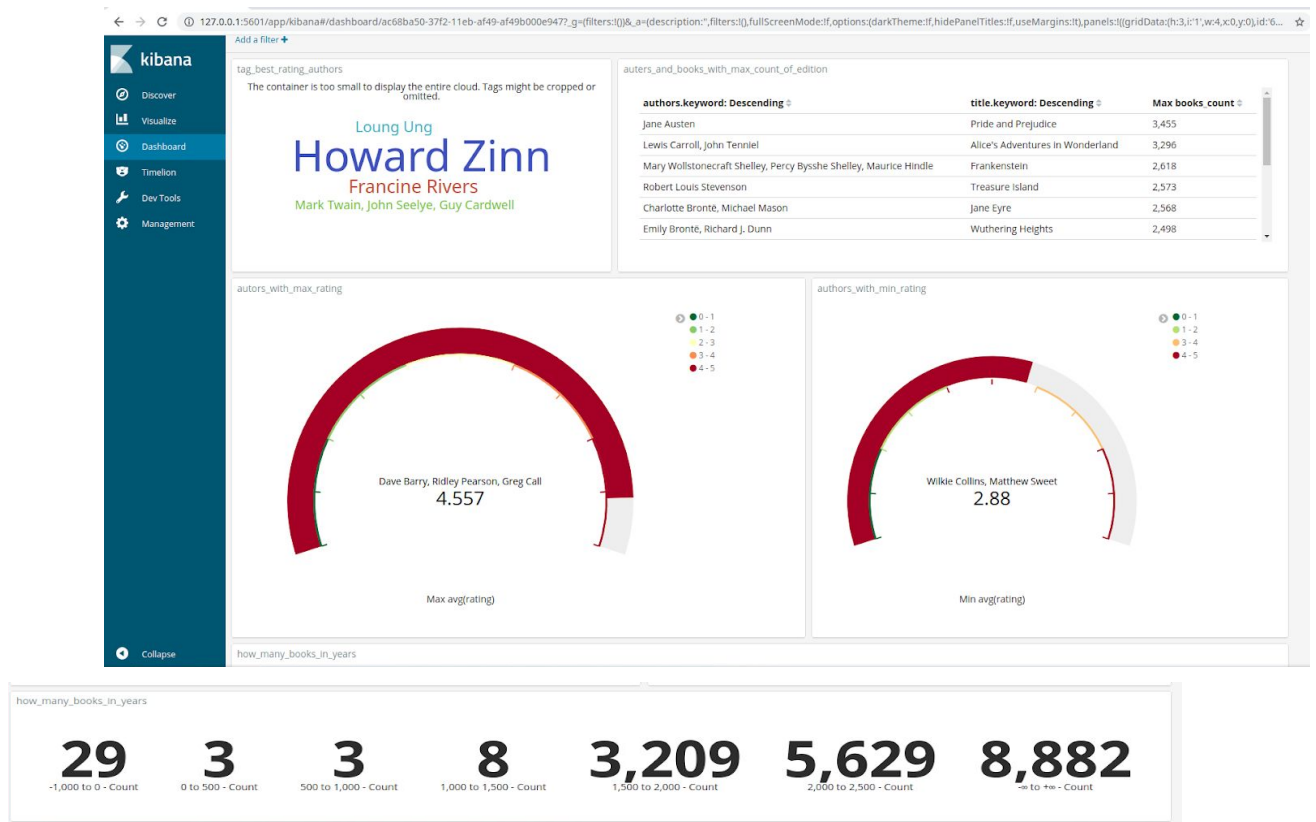 127.0.0.1:5601/app/kibana#/dashboard/ac68ba50-37f2-11eb-af49-af49b000e947?_g=(filters:!())&_a=(description:'',filters:!(),fullScreenMode:!f,options:(darkTheme:!f,hidePanelTitles:!f,useMargins:!t),panels:!((gridData:(h:3,i:'1',w:4,x:0,y:0),id:'6...
kibana
Discover
Visualize
Dashboard
Timelion
Dev Tools
Management
Collapse
Add a filter +
tag_best_rating_authors
The container is too small to display the entire cloud. Tags might be cropped or
omitted.
Loung Ung
Howard Zinn
Francine Rivers
Mark Twain, John Seelye, Guy Cardwell
auters_and_books_with_max_count_of_edition
authors.keyword: Descending title.keyword: Descending Max books_count
Jane Austen Pride and Prejudice 3,455
Lewis Carroll, John Tenniel Alice's Adventures in Wonderland 3,296
Mary Wollstonecraft Shelley, Percy Bysshe Shelley, Maurice Hindle Frankenstein 2,618
Robert Louis Stevenson Treasure Island 2,573
Charlotte Brontë, Michael Mason Jane Eyre 2,568
Emily Brontë, Richard J. Dunn Wuthering Heights 2,498
autors_with_max_rating
0 - 1
1 - 2
2 - 3
3 - 4
4 - 5
Dave Barry, Ridley Pearson, Greg Call
4.557
Max avg(rating)
authors_with_min_rating
0 - 1
1 - 2
3 - 4
4 - 5
Wilkie Collins, Matthew Sweet
2.88
Min avg(rating)
how_many_books_in_years
how_many_books_in_years
29 3 3 8 3,209 5,629 8,882
-1,000 to 0 - Count 0 to 500 - Count 500 to 1,000 - Count 1,000 to 1,500 - Count 1,500 to 2,000 - Count 2,000 to 2,500 - Count -∞ to +∞ - Count